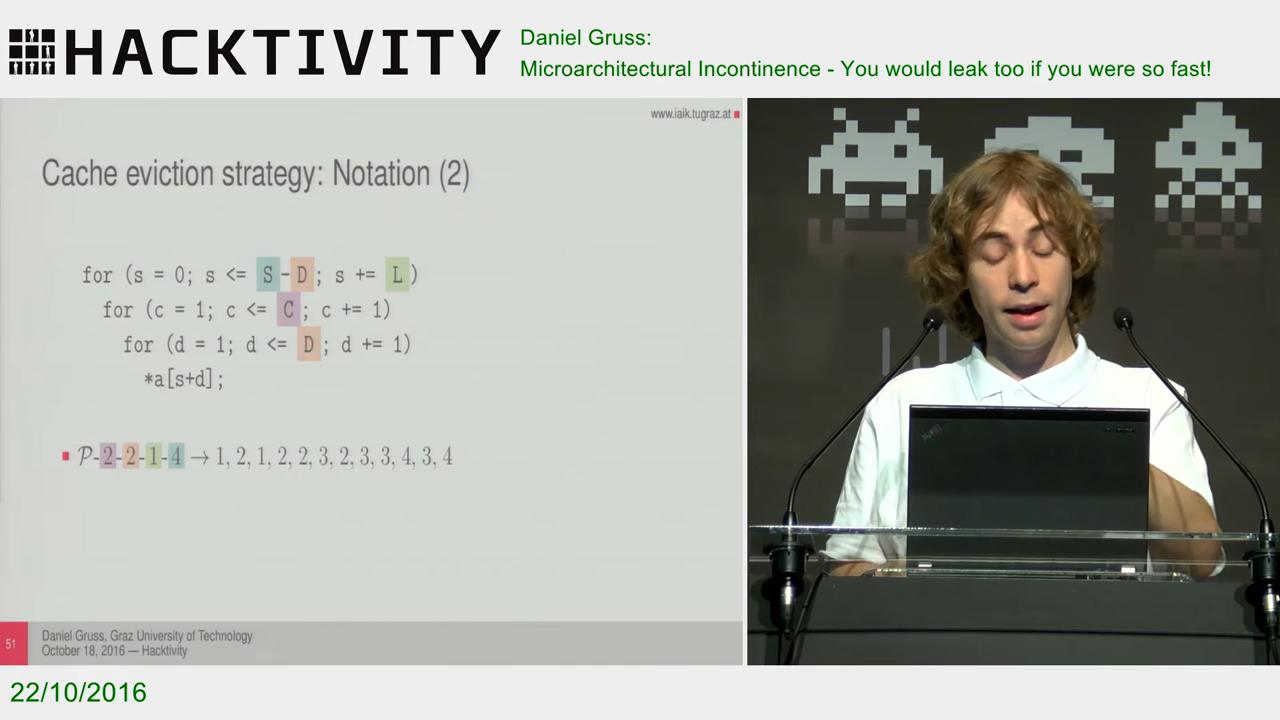 HACKTIVITY
Daniel Gruss:
Microarchitectural Incontinence - You would leak too if you were so fast!
www.iaik.tugraz.at
Cache eviction strategy: Notation (2)
for (s = 0; s <= S-D; s += L)
for (c = 1; c <= C; c += 1)
for (d = 1; d <= D; d += 1)
*a[s+d];
P-2-2-1-4 → 1, 2, 1, 2, 2, 3, 2, 3, 3, 4, 3, 4
51
Daniel Gruss, Graz University of Technology
October 18, 2016 — Hacktivity
22/10/2016